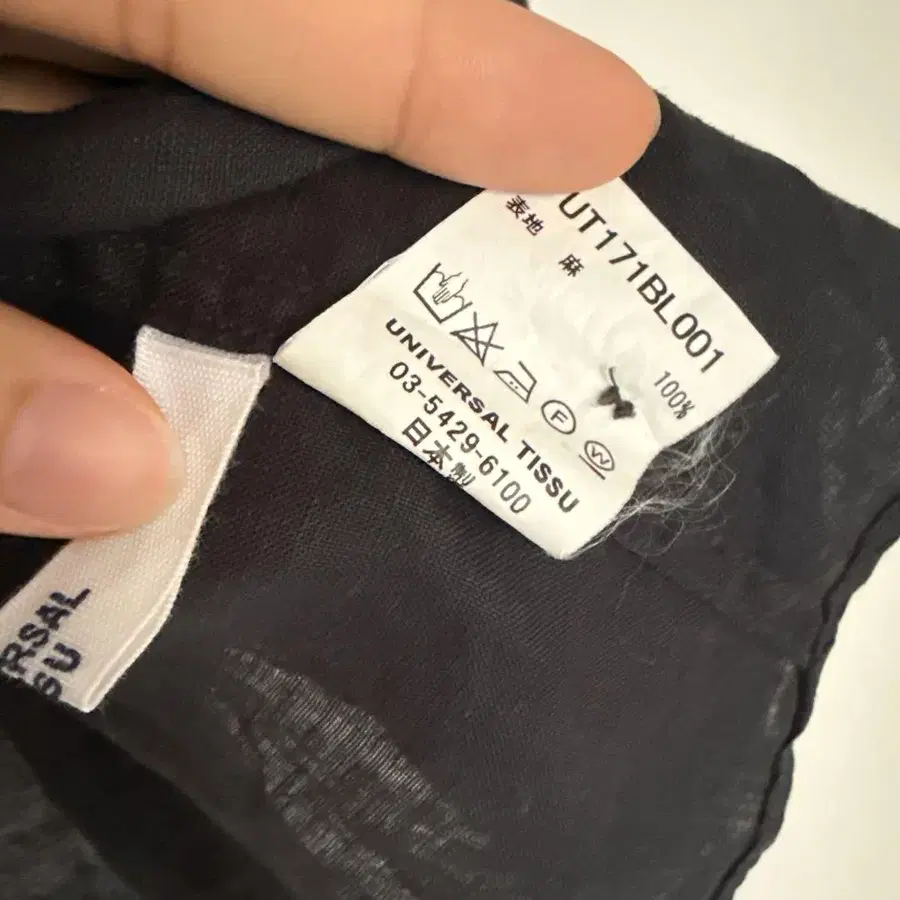 UT171BL001
表地 麻 100%
F W
UNIVERSAL TISSU
03-5429-6100
日本製
RSAL
SU